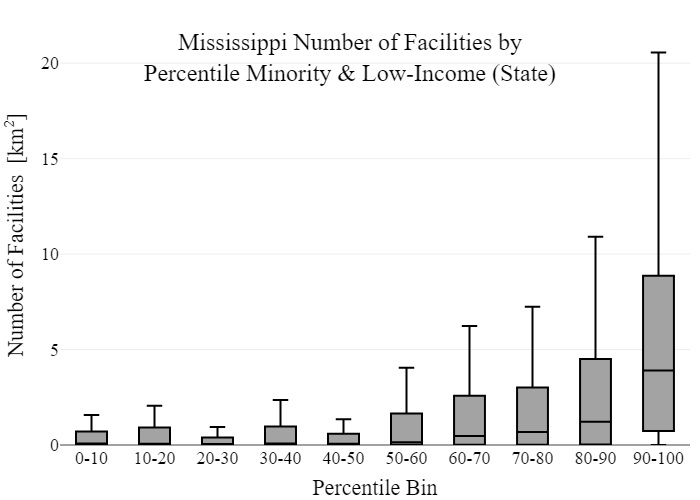 Mississippi Number of Facilities by
Percentile Minority & Low-Income (State)
Number of Facilities [km²]
20
15
10
5
0
0-10 10-20 20-30 30-40 40-50 50-60 60-70 70-80 80-90 90-100
Percentile Bin